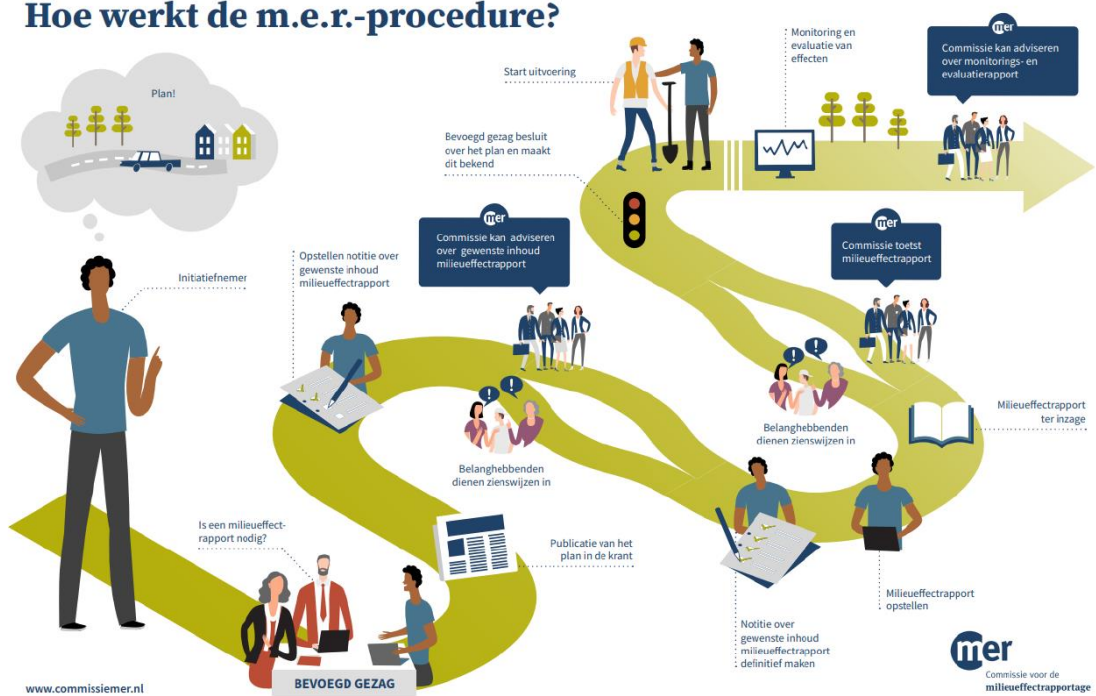 Hoe werkt de m.e.r.-procedure?
Plan!
Initiatiefnemer
Is een milieueffect-
rapport nodig?
BEVOEGD GEZAG
Publicatie van het
plan in de krant
Opstellen notitie over
gewenste inhoud
milieueffectrapport
mer
Commissie kan adviseren
over gewenste inhoud
milieueffectrapport
Belanghebbenden
dienen zienswijzen in
Notitie over
gewenste inhoud
milieueffectrapport
definitief maken
Milieueffectrapport
opstellen
Milieueffectrapport
ter inzage
mer
Commissie toetst
milieueffectrapport
Belanghebbenden
dienen zienswijzen in
Bevoegd gezag besluit
over het plan en maakt
dit bekend
Start uitvoering
Monitoring en
evaluatie van
effecten
mer
Commissie kan adviseren
over monitorings- en
evaluatierapport
www.commissiemer.nl
mer
Commissie voor de
milieueffectrapportage